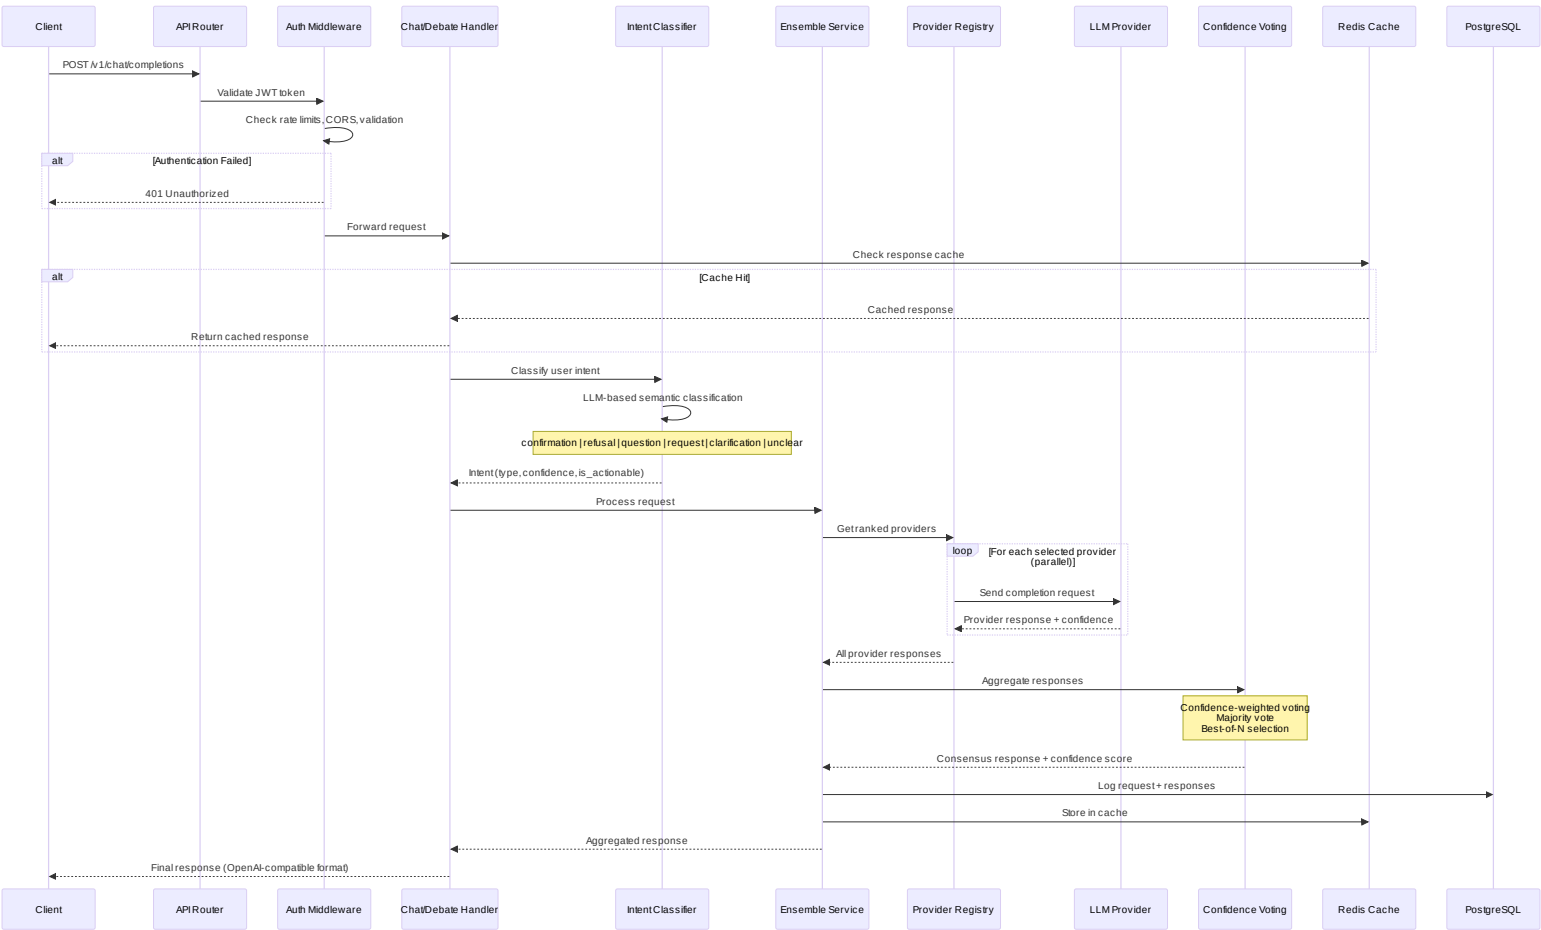 Client
API Router
Auth Middleware
Chat/Debate Handler
Intent Classifier
Ensemble Service
Provider Registry
LLM Provider
Confidence Voting
Redis Cache
PostgreSQL
POST /v1/chat/completions
Validate JWT token
Check rate limits, CORS, validation
alt
[Authentication Failed]
401 Unauthorized
Forward request
Check response cache
alt
[Cache Hit]
Cached response
Return cached response
Classify user intent
LLM-based semantic classification
confirmation | refusal | question | request | clarification | unclear
Intent (type, confidence, is_actionable)
Process request
Get ranked providers
loop
[For each selected provider
(parallel)]
Send completion request
Provider response + confidence
All provider responses
Aggregate responses
Confidence-weighted voting
Majority vote
Best-of-N selection
Consensus response + confidence score
Log request + responses
Store in cache
Aggregated response
Final response (OpenAI-compatible format)
Client
API Router
Auth Middleware
Chat/Debate Handler
Intent Classifier
Ensemble Service
Provider Registry
LLM Provider
Confidence Voting
Redis Cache
PostgreSQL